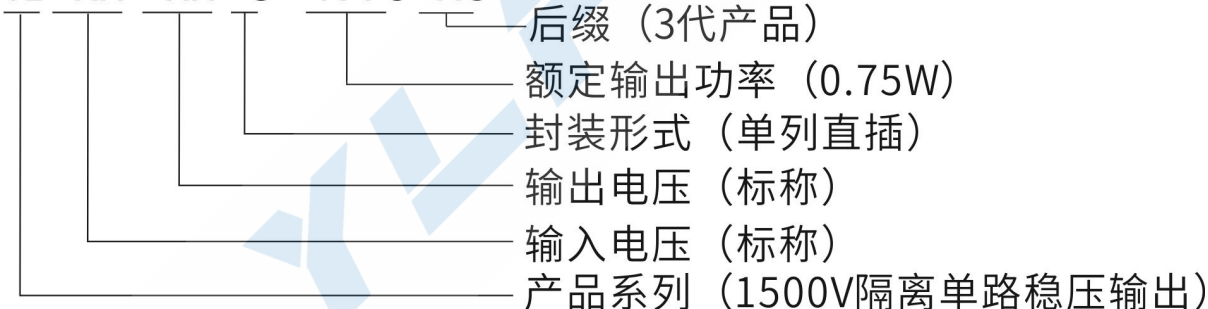 后缀（3代产品）
额定输出功率（0.75W）
封装形式（单列直插）
输出电压（标称）
输入电压（标称）
产品系列（1500V隔离单路稳压输出）